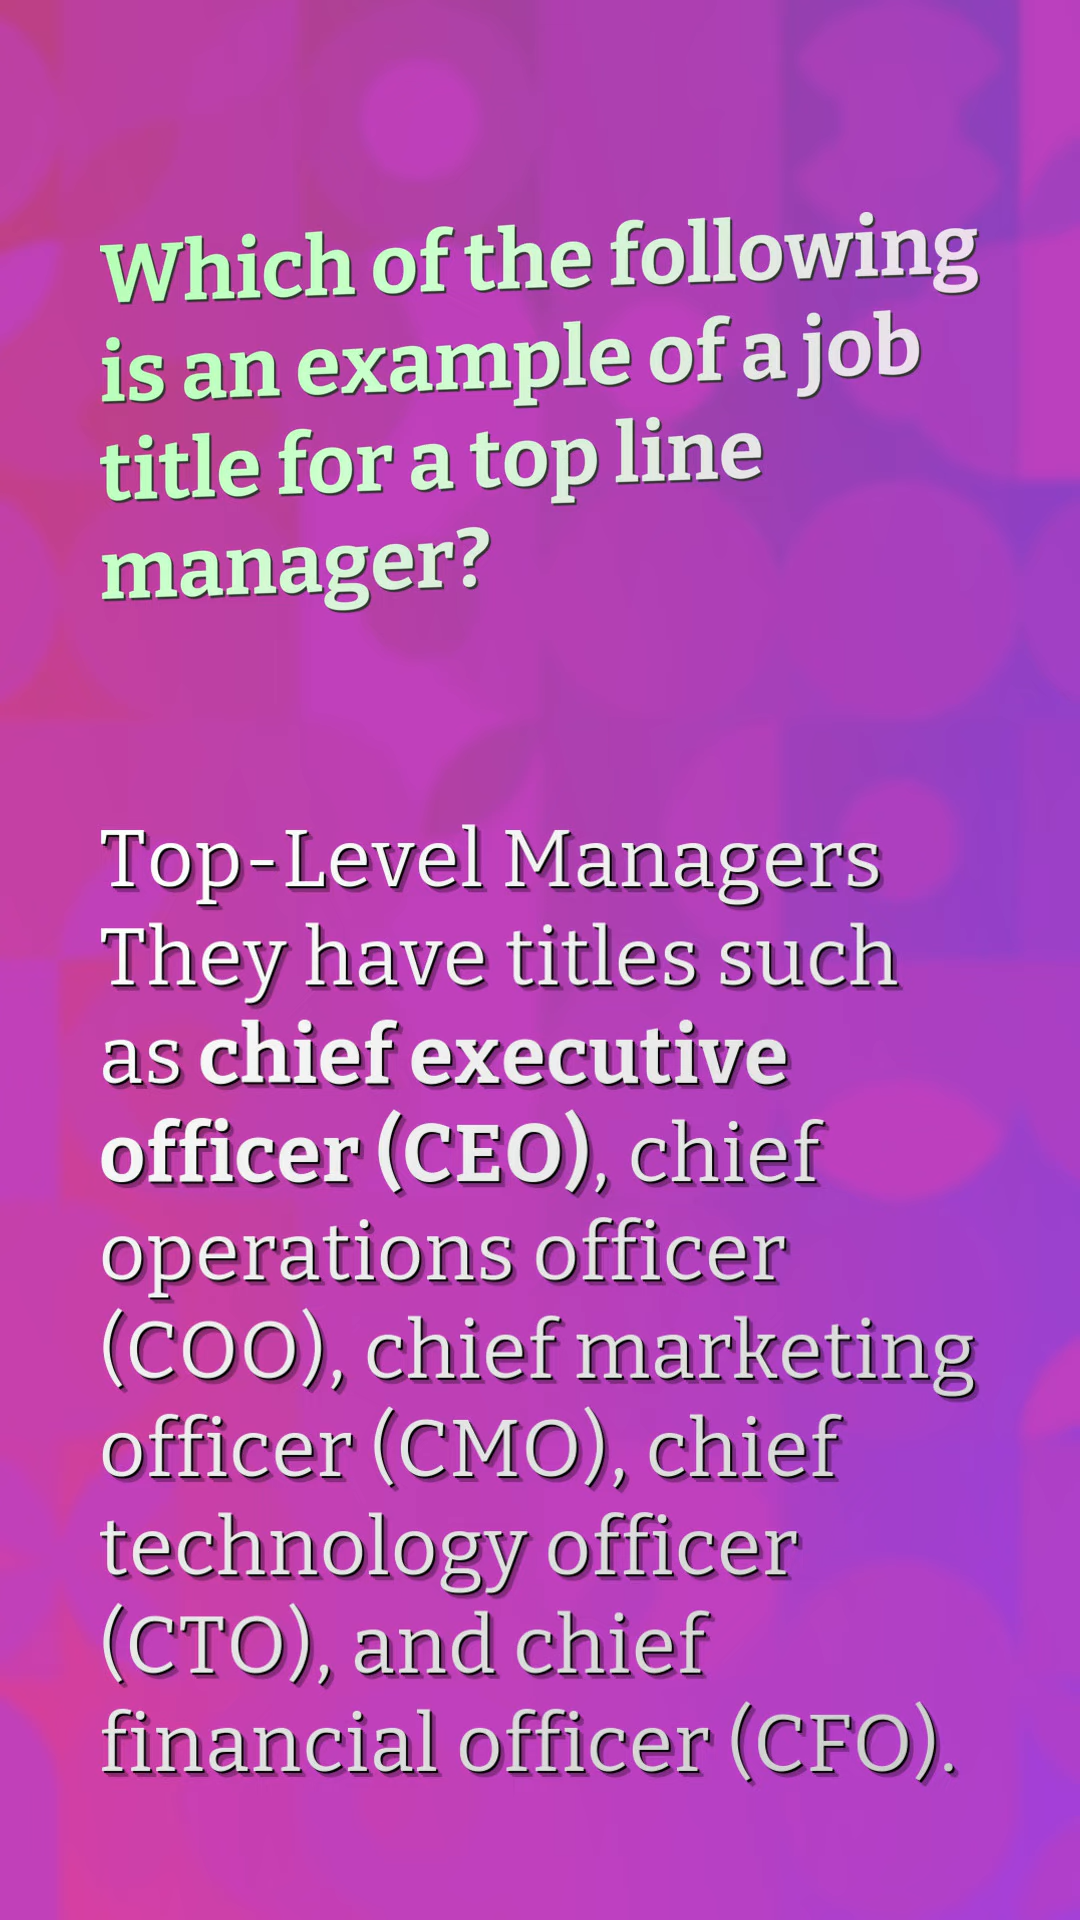 Which of the following
is an example of a job
title for a top line
manager?
Top-Level Managers
They have titles such
as chief executive
officer (CEO), chief
operations officer
(COO), chief marketing
officer (CMO), chief
technology officer
(CTO), and chief
financial officer (CFO).